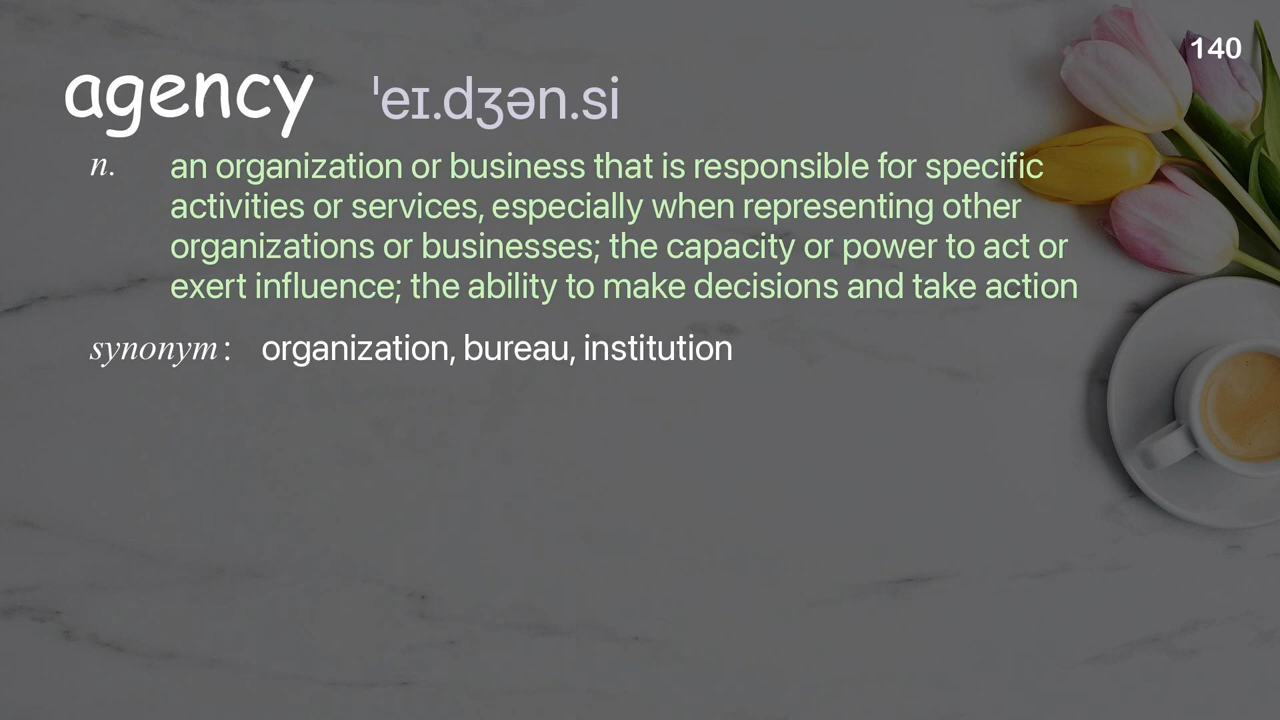 140
agency ˈeɪ.dʒən.si
n. an organization or business that is responsible for specific
activities or services, especially when representing other
organizations or businesses; the capacity or power to act or
exert influence; the ability to make decisions and take action
synonym: organization, bureau, institution